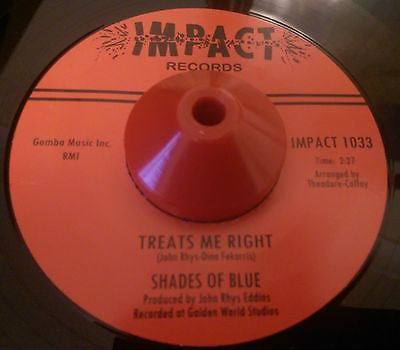 IMPACT
RECORDS
Gomba Music Inc.
BMI
IMPACT 1033
Time: 2:27
Arranged by
Theodore-Coffey
TREATS ME RIGHT
(John Rhys-Dino Fekarris)
SHADES OF BLUE
Produced by John Rhys Eddins
Recorded at Golden World Studios